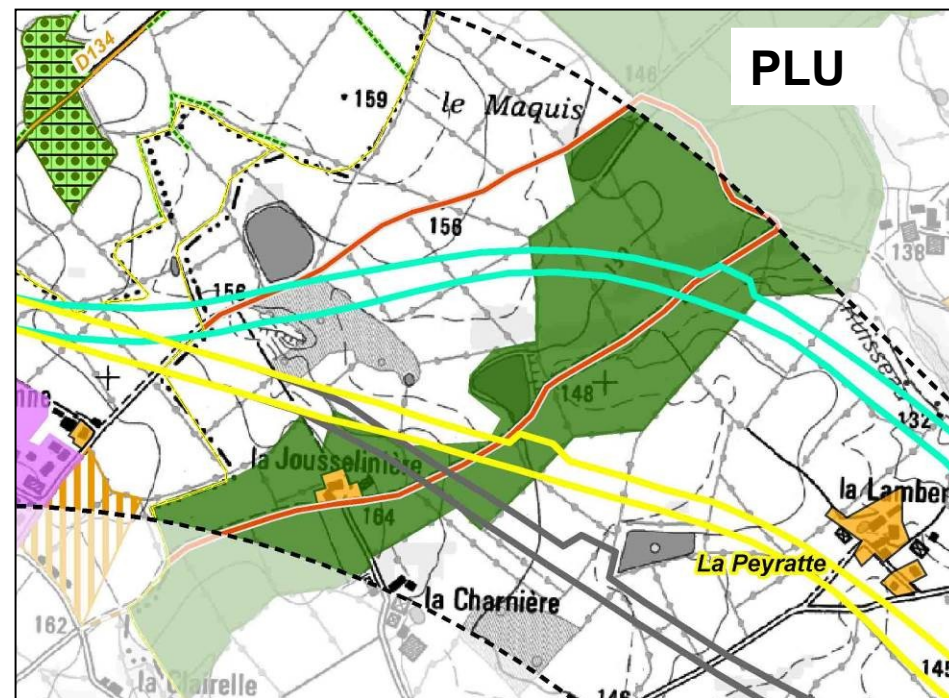 PLU
D134
159
le Maquis
146
156
138
156
148
Ruisseau
132
la Jousselinière
164
la Lamber
La Peyratte
la Charnière
162
la Clairelle
146
145